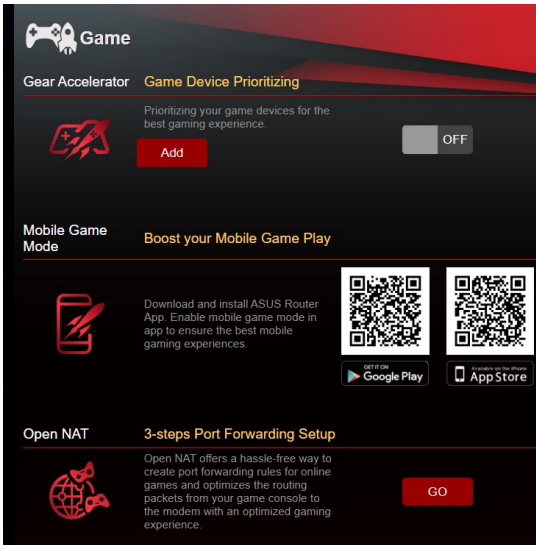 Game
Gear Accelerator
Game Device Prioritizing
Prioritizing your game devices for the
best gaming experience.
Add
OFF
Mobile Game
Mode
Boost your Mobile Game Play
Download and install ASUS Router
App. Enable mobile game mode in
app to ensure the best mobile
gaming experiences.
GET IT ON
Google Play
Available on the iPhone
App Store
Open NAT
3-steps Port Forwarding Setup
Open NAT offers a hassle-free way to
create port forwarding rules for online
games and optimizes the routing
packets from your game console to
the modem with an optimized gaming
experience.
GO